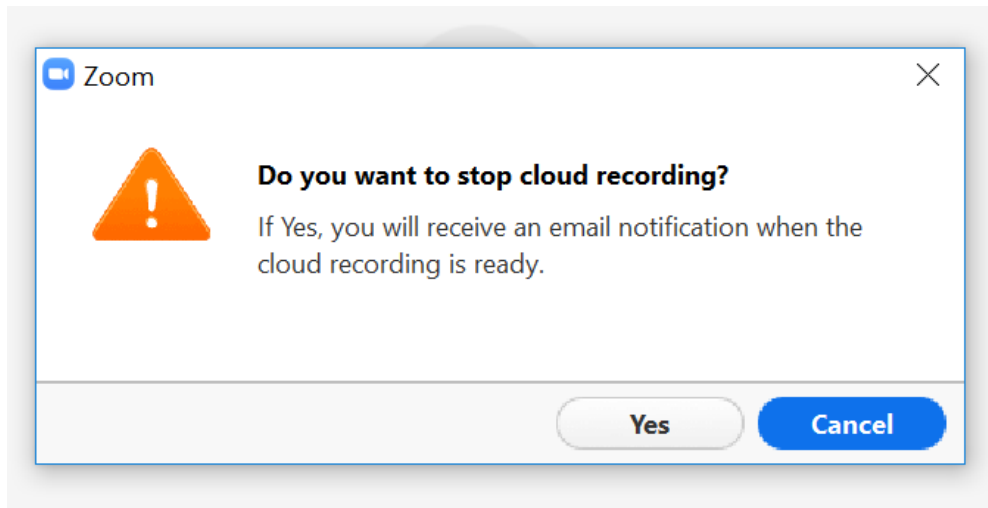 Zoom
Do you want to stop cloud recording?
If Yes, you will receive an email notification when the
cloud recording is ready.
Yes
Cancel